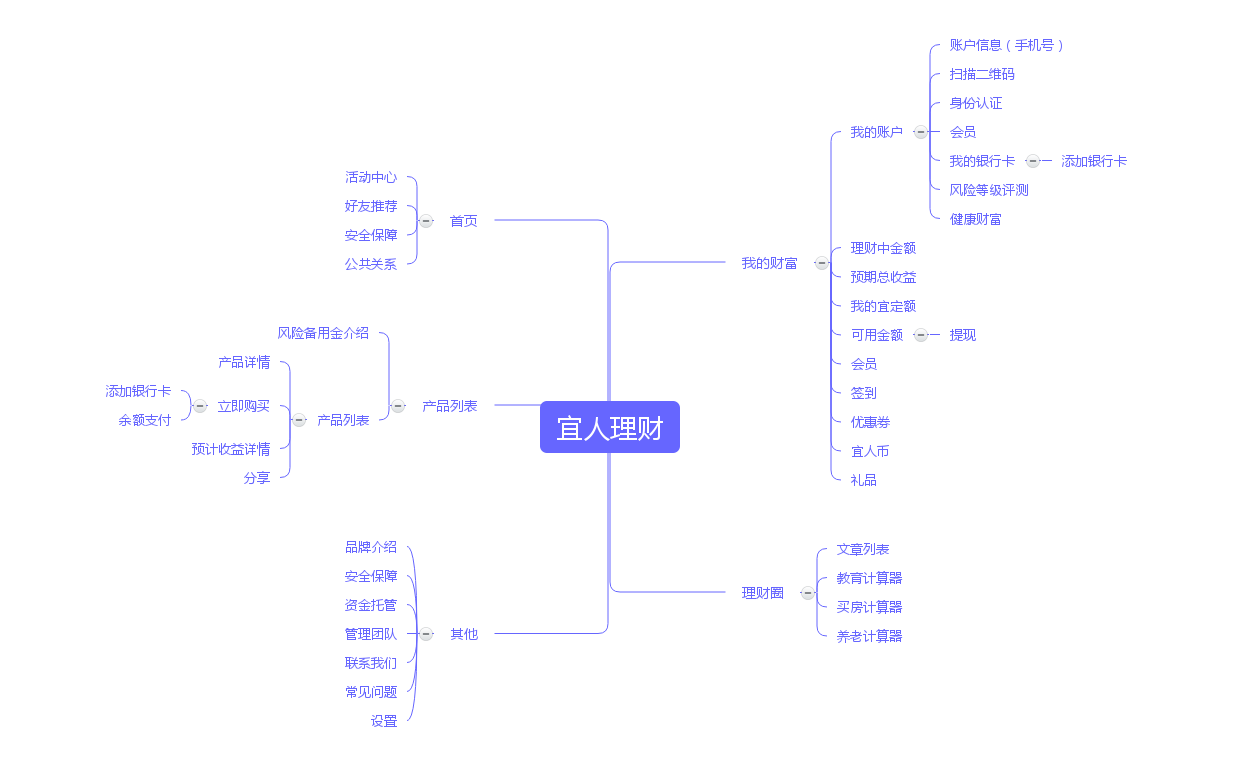 宜人理财
首页
活动中心
好友推荐
安全保障
公共关系
产品列表
风险备用金介绍
产品列表
产品详情
立即购买
添加银行卡
余额支付
预计收益详情
分享
其他
品牌介绍
安全保障
资金托管
管理团队
联系我们
常见问题
设置
我的财富
我的账户
账户信息（手机号）
扫描二维码
身份认证
会员
我的银行卡
添加银行卡
风险等级评测
健康财富
理财中金额
预期总收益
我的宜定额
可用金额
提现
会员
签到
优惠券
宜人币
礼品
理财圈
文章列表
教育计算器
买房计算器
养老计算器